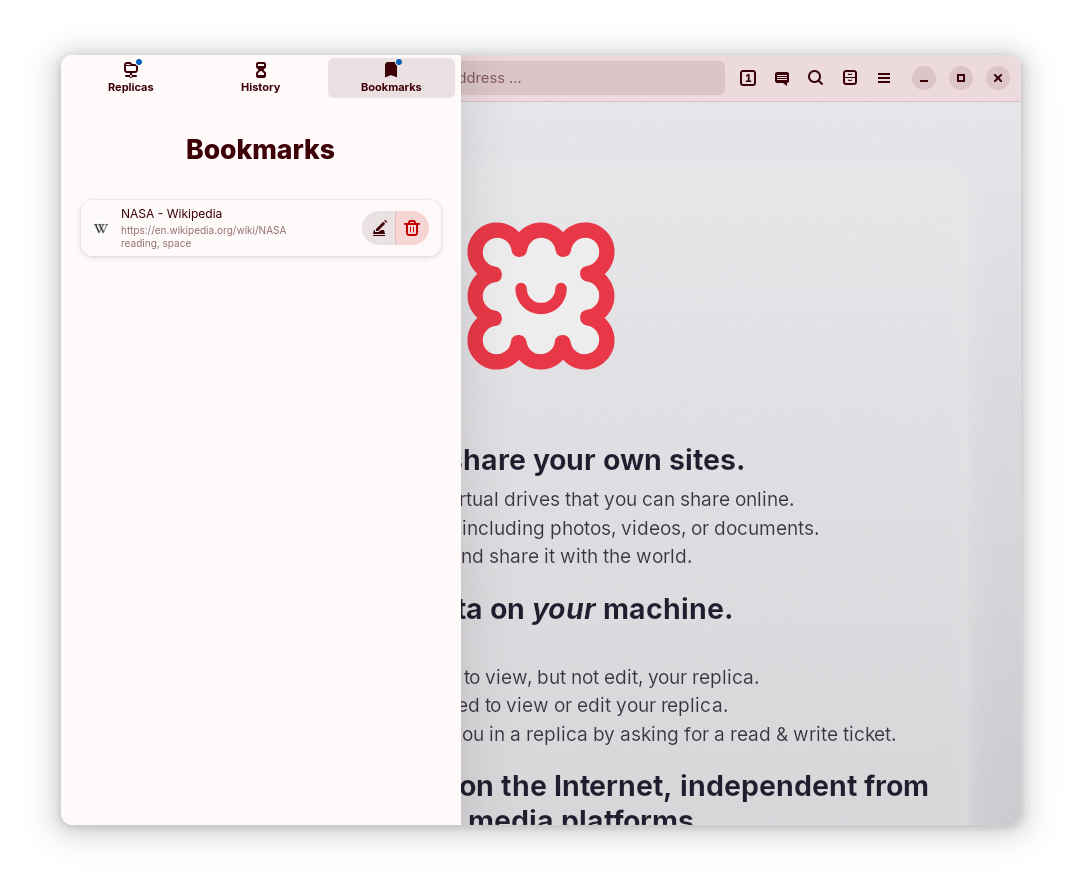 Replicas
History
Bookmarks
ddress ...
1
Bookmarks
NASA - Wikipedia
https://en.wikipedia.org/wiki/NASA
reading, space
W
share your own sites.
rtual drives that you can share online.
including photos, videos, or documents.
nd share it with the world.
ta on your machine.
to view, but not edit, your replica.
ed to view or edit your replica.
ou in a replica by asking for a read & write ticket.
on the Internet, independent from
media platforms